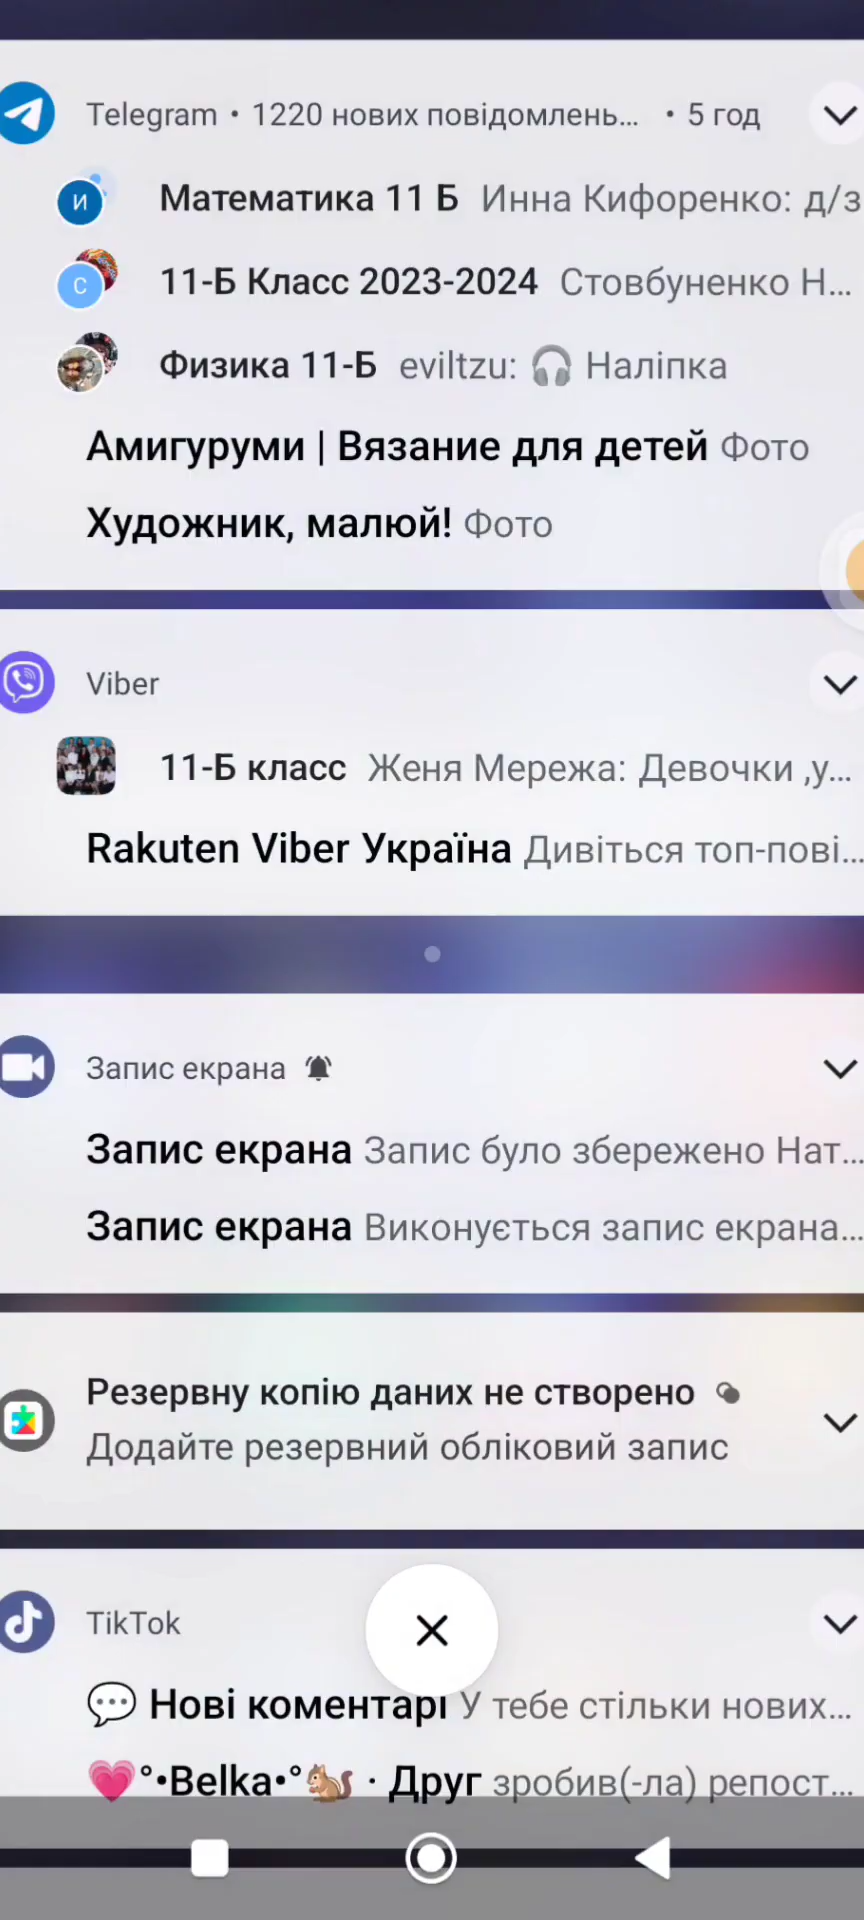 Telegram • 1220 нових повідомлень... • 5 год
И Математика 11 Б Инна Кифоренко: д/з
С 11-Б Класс 2023-2024 Стовбуненко Н...
Физика 11-Б eviltzu: 🎧 Наліпка
Амигуруми | Вязание для детей Фото
Художник, малюй! Фото
Viber
11-Б класс Женя Мережа: Девочки ,у...
Rakuten Viber Україна Дивіться топ-пові...
Запис екрана
Запис екрана Запис було збережено Нат...
Запис екрана Виконується запис екрана...
Резервну копію даних не створено
Додайте резервний обліковий запис
TikTok
💬 Нові коментарі У тебе стільки нових...
💗°•Belka•°🐿️ · Друг зробив(-ла) репост...